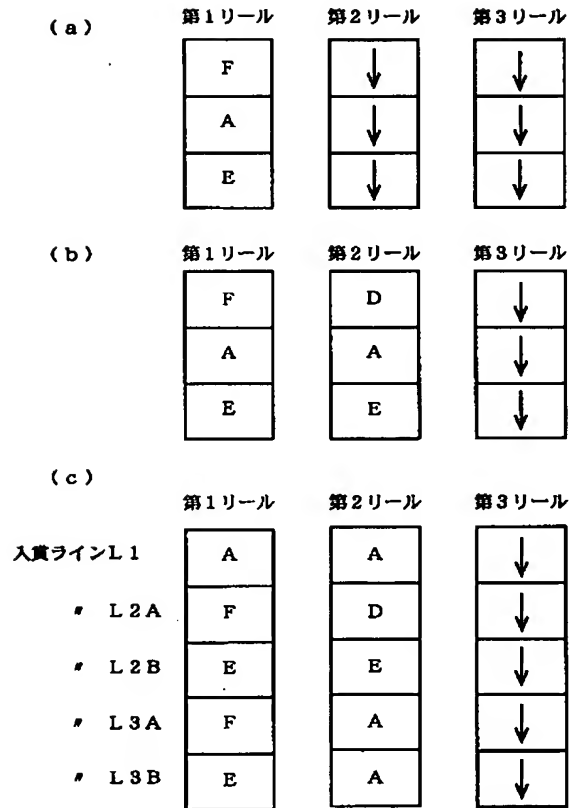 (a)
第1リール 第2リール 第3リール
F ↓ ↓
A ↓ ↓
E ↓ ↓
(b)
第1リール 第2リール 第3リール
F D ↓
A A ↓
E E ↓
(c)
第1リール 第2リール 第3リール
入賞ラインL1 A A ↓
〃 L2A F D ↓
〃 L2B E E ↓
〃 L3A F A ↓
〃 L3B E A ↓